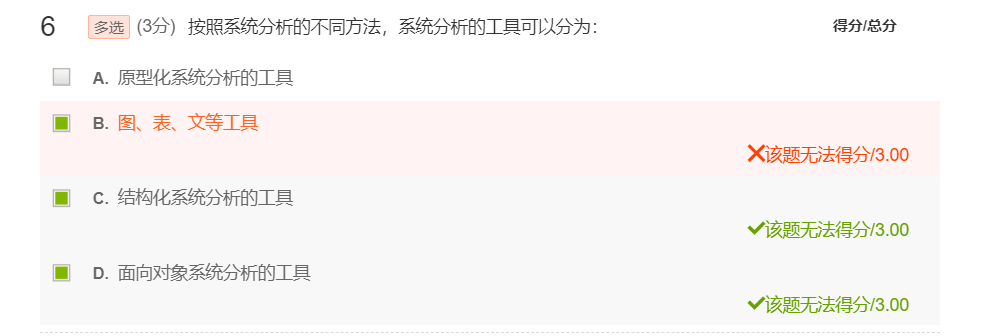 6 多选 (3分) 按照系统分析的不同方法，系统分析的工具可以分为： 得分/总分
A. 原型化系统分析的工具
B. 图、表、文等工具
该题无法得分/3.00
C. 结构化系统分析的工具
该题无法得分/3.00
D. 面向对象系统分析的工具
该题无法得分/3.00